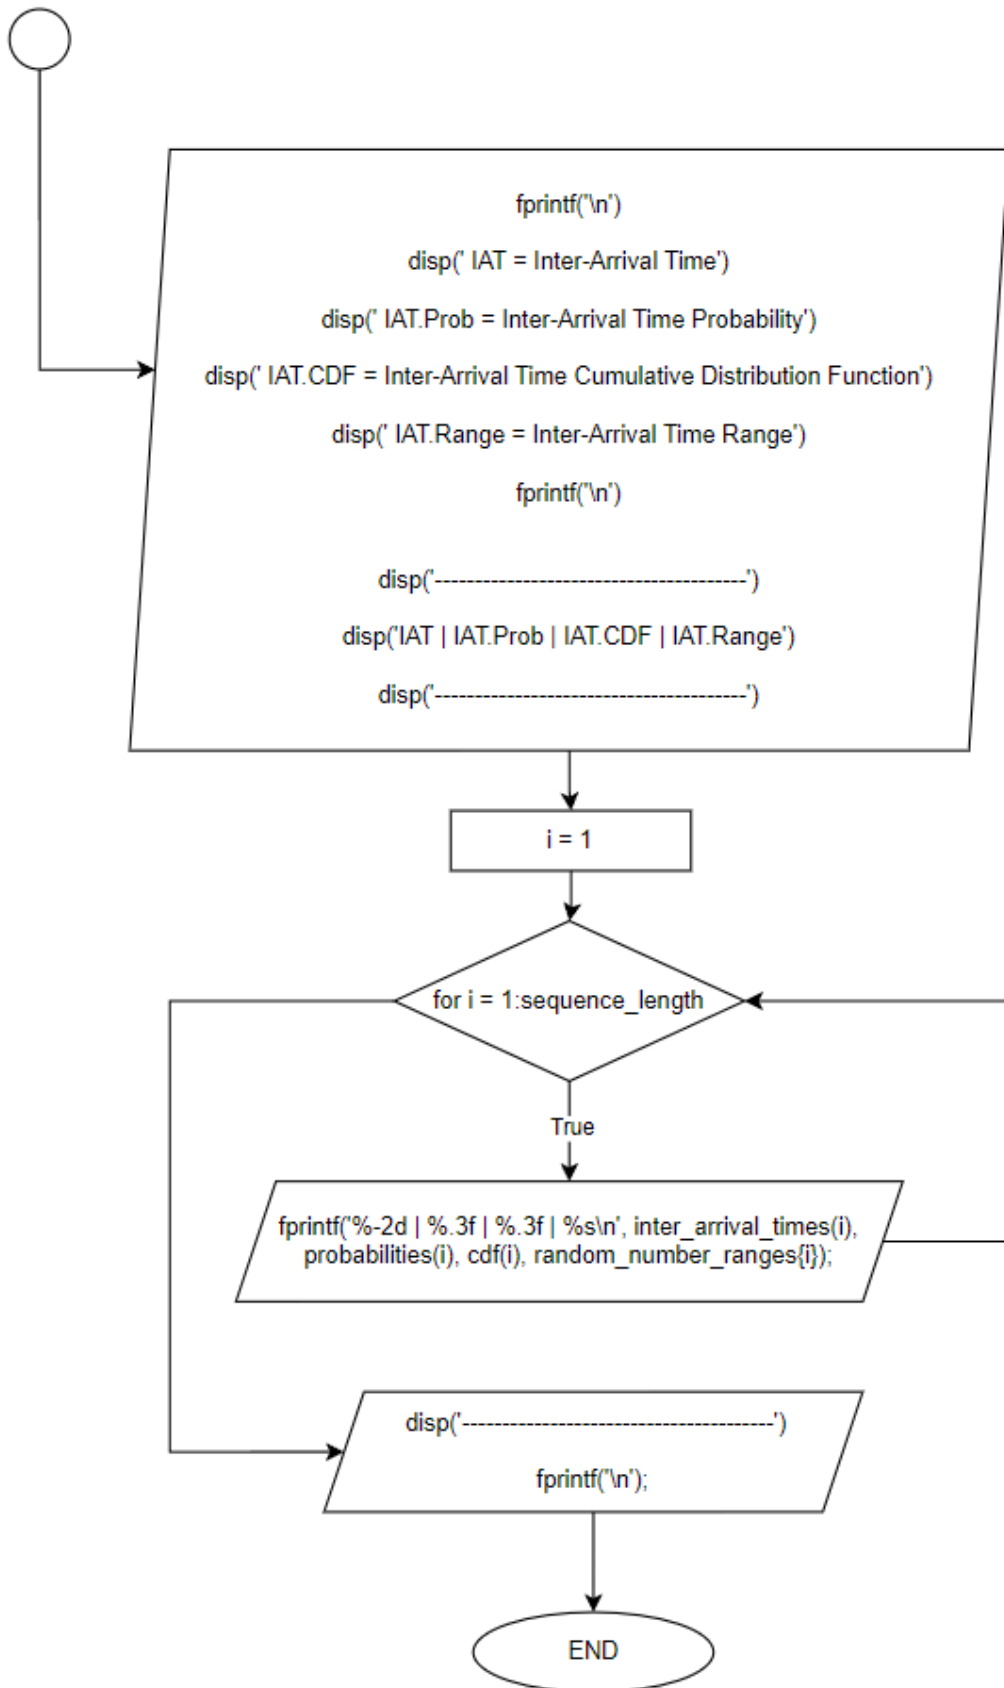 fprintf('\n')
disp(' IAT = Inter-Arrival Time')
disp(' IAT.Prob = Inter-Arrival Time Probability')
disp(' IAT.CDF = Inter-Arrival Time Cumulative Distribution Function')
disp(' IAT.Range = Inter-Arrival Time Range')
fprintf('\n')
disp('---------------------------------------')
disp('IAT | IAT.Prob | IAT.CDF | IAT.Range')
disp('---------------------------------------')
i = 1
for i = 1:sequence_length
True
fprintf('%-2d | %.3f | %.3f | %s\n', inter_arrival_times(i),
probabilities(i), cdf(i), random_number_ranges{i});
disp('---------------------------------------')
fprintf('\n');
END